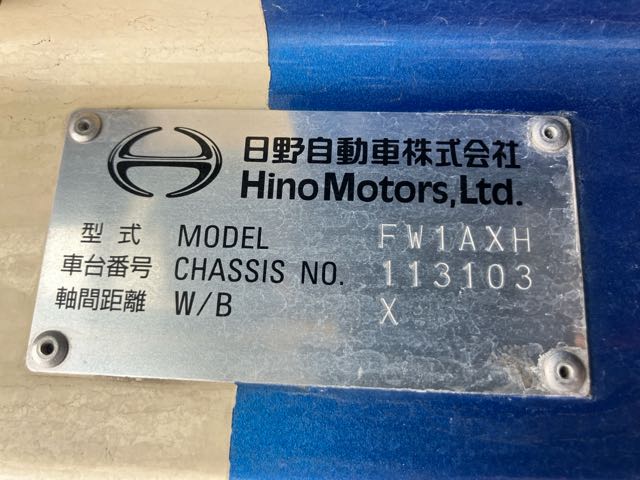 日野自動車株式会社
Hino Motors, Ltd.
型式 MODEL FW1AXH
車台番号 CHASSIS NO. 113103
軸間距離 W/B X